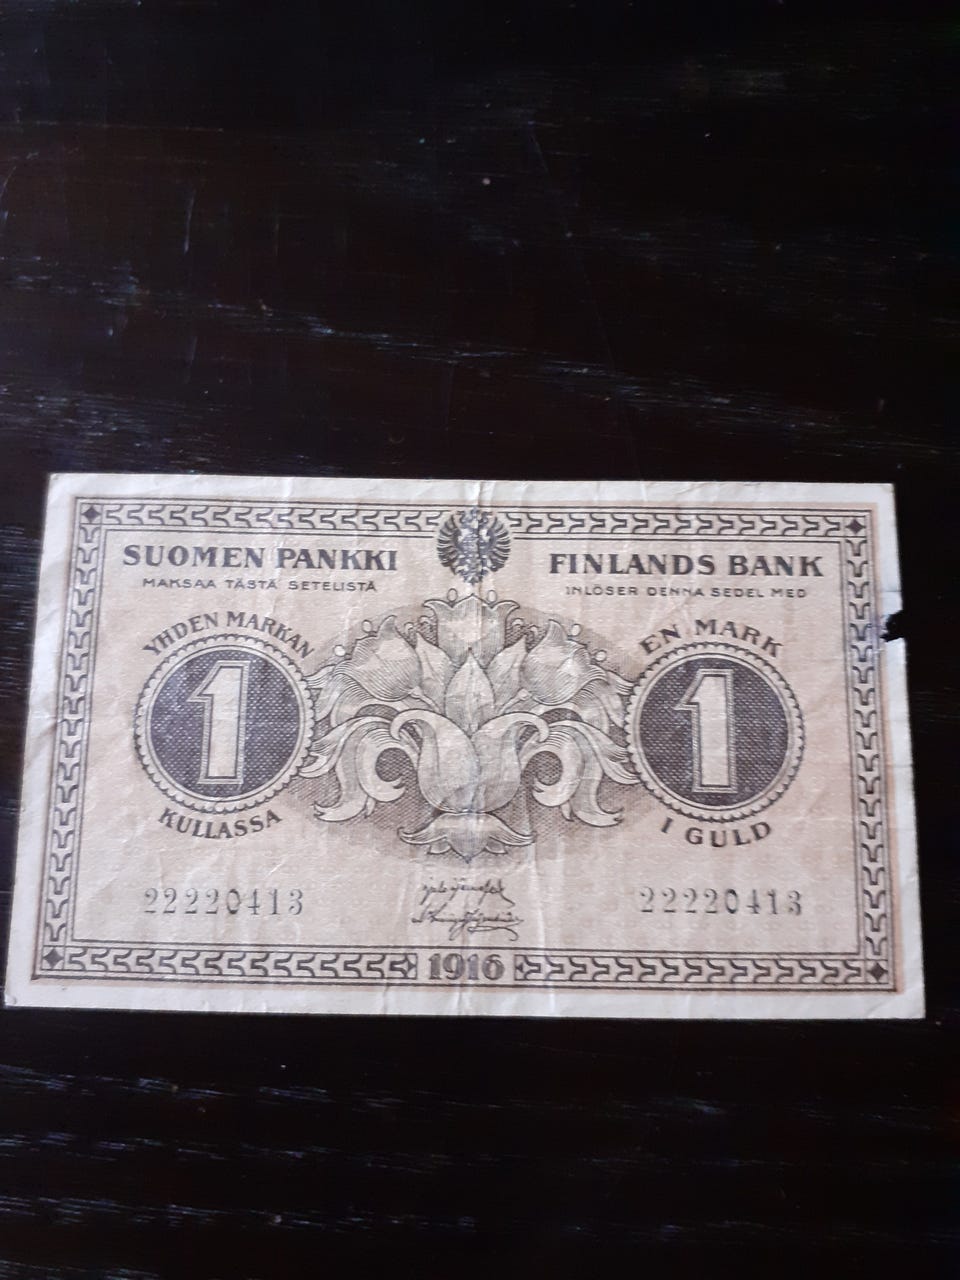 SUOMEN PANKKI
MAKSAA TÄSTÄ SETELISTÄ
YHDEN MARKAN
1
KULLASSA
22220413
FINLANDS BANK
INLÖSER DENNA SEDEL MED
EN MARK
1
I GULD
22220413
1916